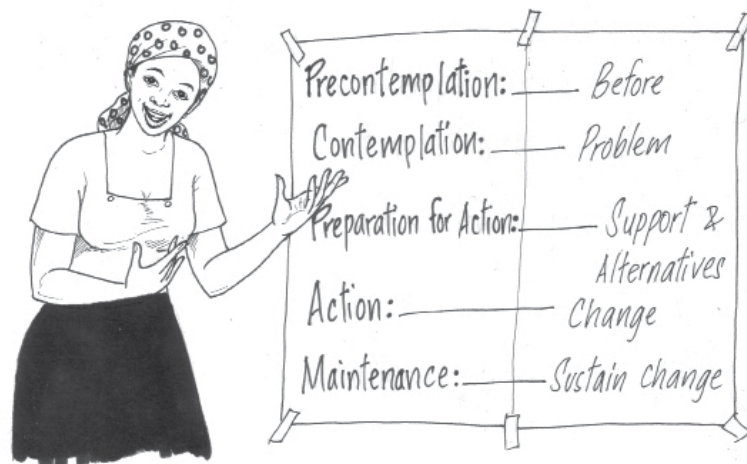 Precontemplation: Before
Contemplation: Problem
Preparation for Action: Support &
Alternatives
Action: Change
Maintenance: Sustain Change